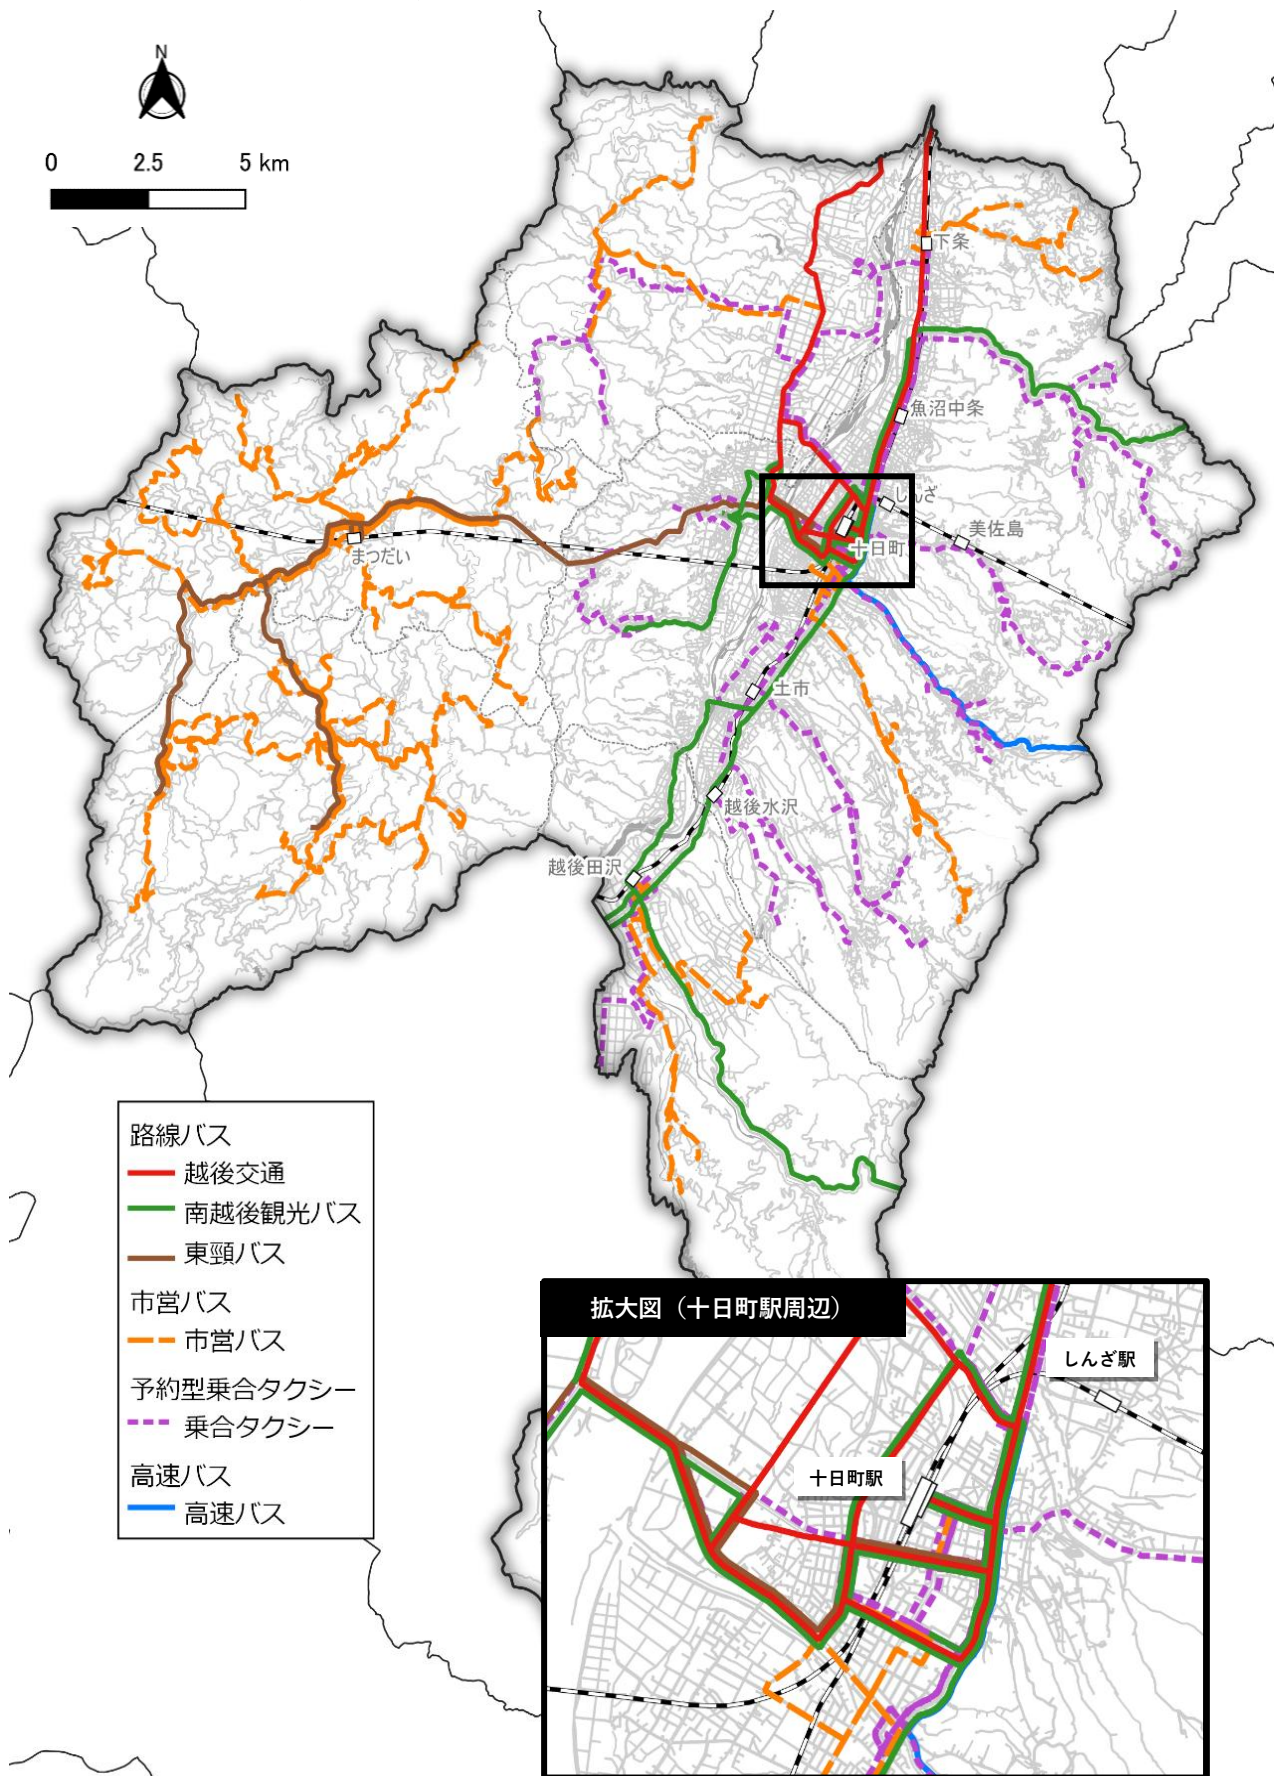 N
0 2.5 5 km
下条
魚沼中条
しんざ
美佐島
十日町
まつだい
土市
越後水沢
越後田沢
路線バス
越後交通
南越後観光バス
東頸バス
市営バス
市営バス
予約型乗合タクシー
乗合タクシー
高速バス
高速バス
拡大図（十日町駅周辺）
しんざ駅
十日町駅